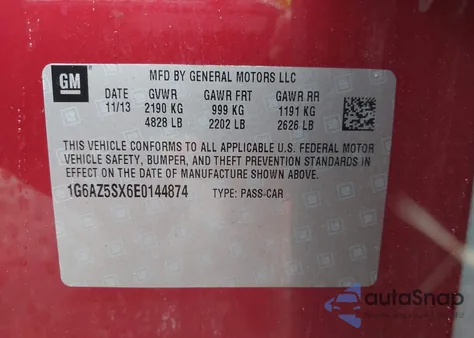 GM
MFD BY GENERAL MOTORS LLC
DATE GVWR GAWR FRT GAWR RR
11/13 2190 KG 999 KG 1191 KG
4828 LB 2202 LB 2626 LB
THIS VEHICLE CONFORMS TO ALL APPLICABLE U.S. FEDERAL MOTOR
VEHICLE SAFETY, BUMPER, AND THEFT PREVENTION STANDARDS IN
EFFECT ON THE DATE OF MANUFACTURE SHOWN ABOVE.
1G6AZ5SX6E0144874 TYPE: PASS CAR
autaSnap